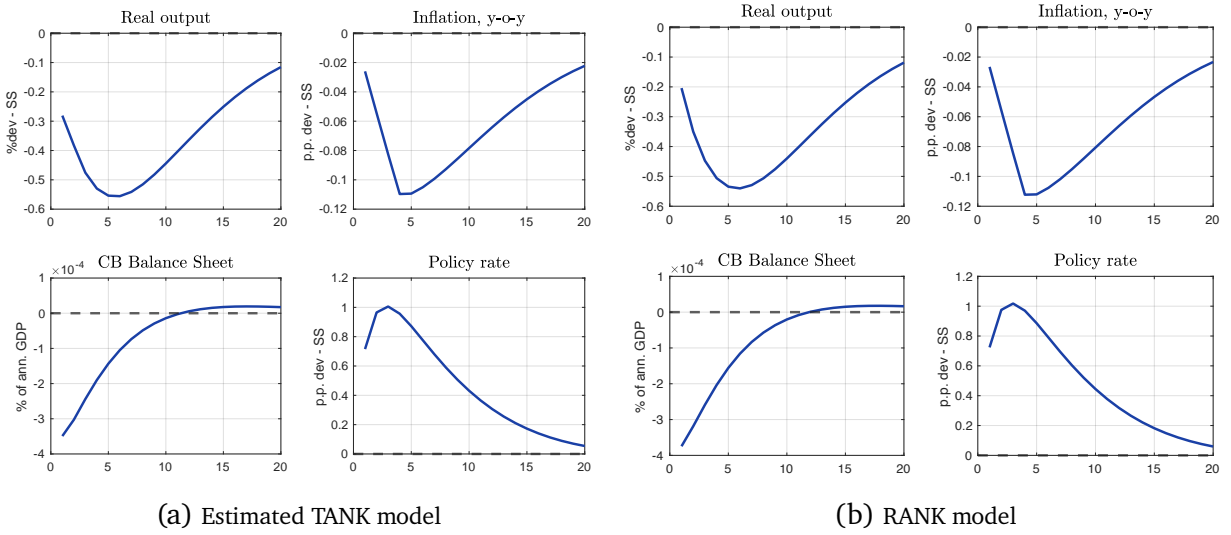 Real output
Inflation, y-o-y
%dev - SS
0
-0.1
-0.2
-0.3
-0.4
-0.5
-0.6
0 5 10 15 20
p.p. dev - SS
0
-0.02
-0.04
-0.06
-0.08
-0.1
-0.12
0 5 10 15 20
CB Balance Sheet
Policy rate
×10⁻⁴
% of ann. GDP
1
0
-1
-2
-3
-4
0 5 10 15 20
p.p. dev - SS
1.2
1
0.8
0.6
0.4
0.2
0
0 5 10 15 20
(a) Estimated TANK model
Real output
Inflation, y-o-y
%dev - SS
0
-0.1
-0.2
-0.3
-0.4
-0.5
-0.6
0 5 10 15 20
p.p. dev - SS
0
-0.02
-0.04
-0.06
-0.08
-0.1
-0.12
0 5 10 15 20
CB Balance Sheet
Policy rate
×10⁻⁴
% of ann. GDP
1
0
-1
-2
-3
-4
0 5 10 15 20
p.p. dev - SS
1.2
1
0.8
0.6
0.4
0.2
0
0 5 10 15 20
(b) RANK model